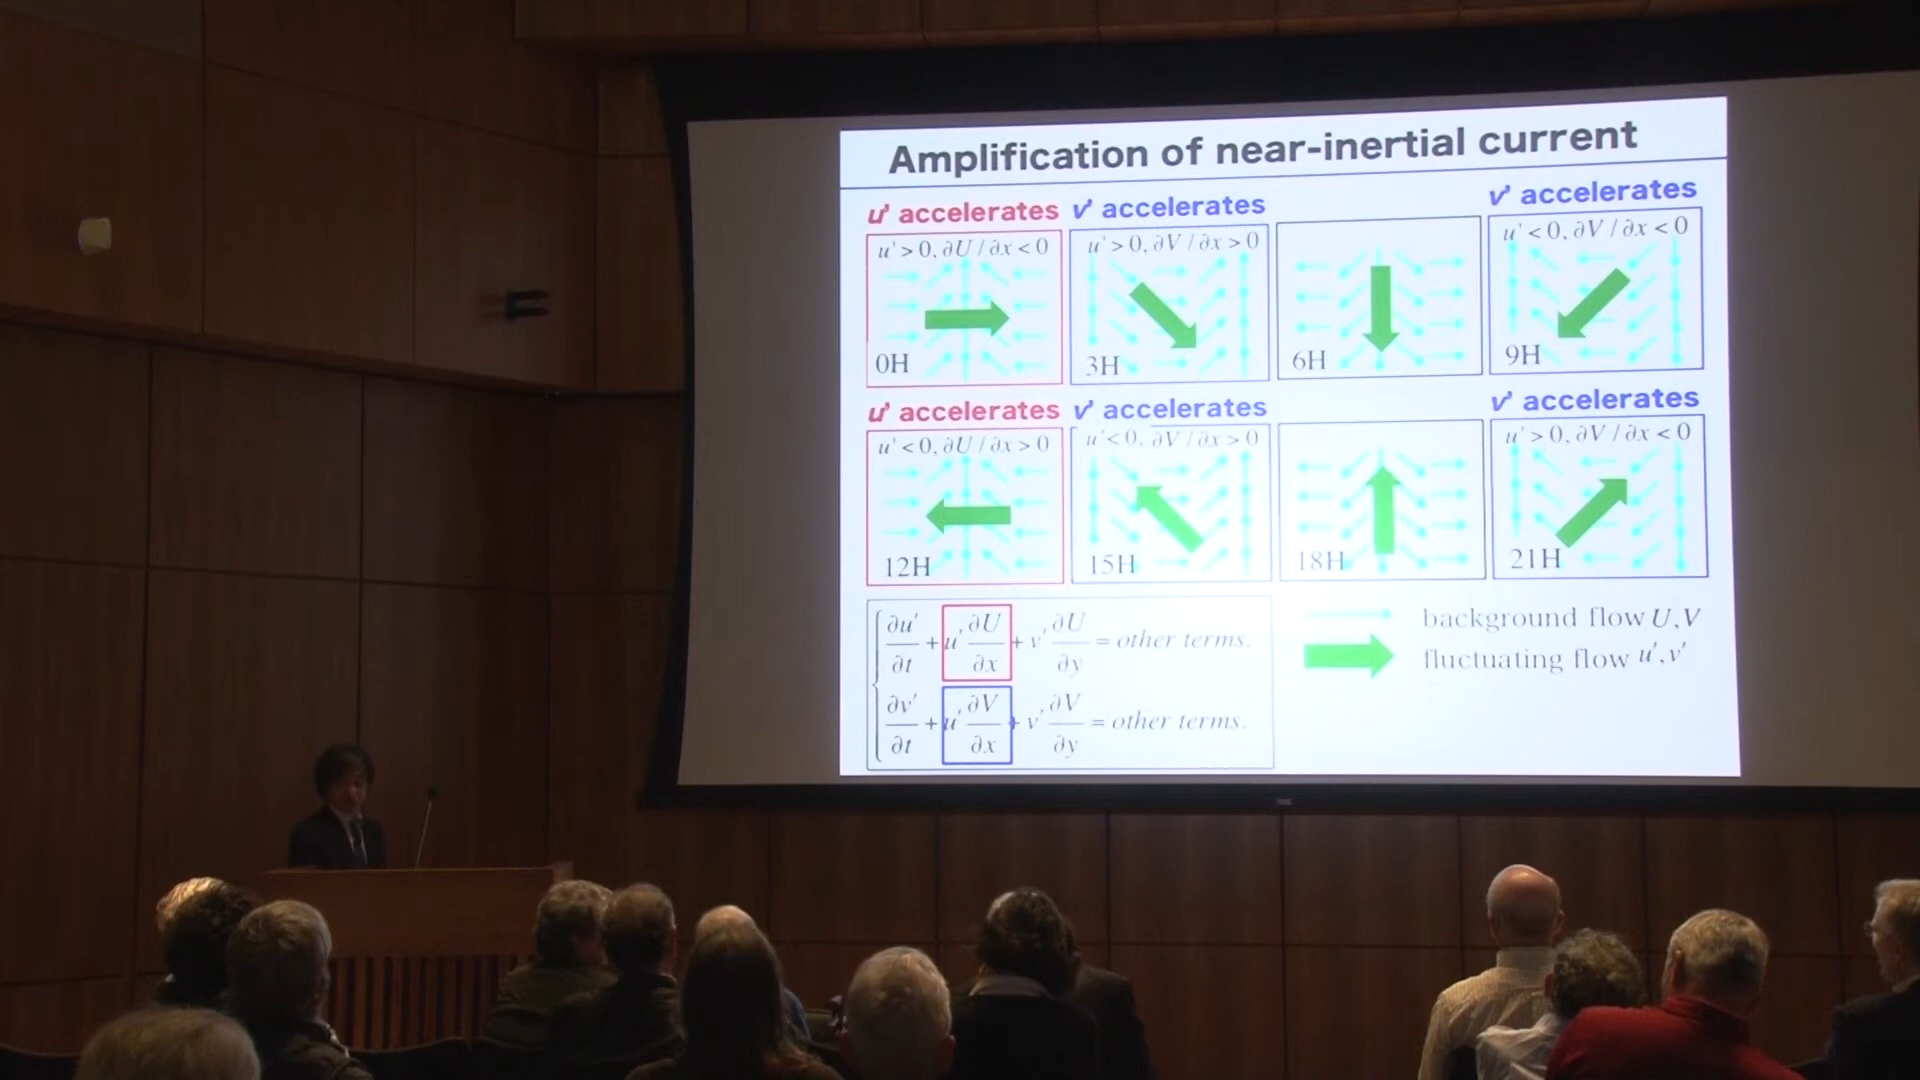 Amplification of near-inertial current
u' accelerates
v' accelerates
v' accelerates
u' > 0, ∂U / ∂x < 0
0H
u' > 0, ∂V / ∂x > 0
3H
6H
u' < 0, ∂V / ∂x < 0
9H
u' accelerates
v' accelerates
v' accelerates
u' < 0, ∂U / ∂x > 0
12H
u' < 0, ∂V / ∂x > 0
15H
18H
u' > 0, ∂V / ∂x < 0
21H
∂u'/∂t + u' ∂U/∂x + v' ∂U/∂y = other terms.
∂v'/∂t + u' ∂V/∂x + v' ∂V/∂y = other terms.
background flow U, V
fluctuating flow u', v'